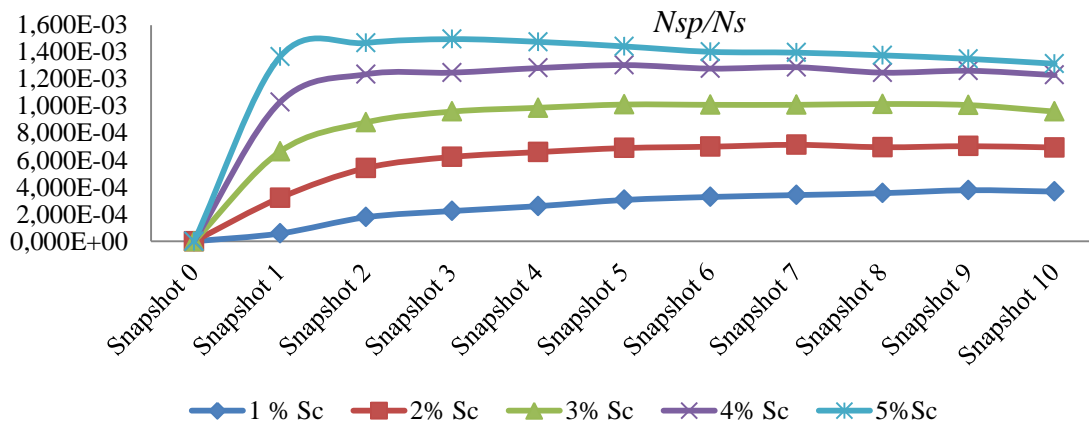 Nsp/Ns
1,600E-03
1,400E-03
1,200E-03
1,000E-03
8,000E-04
6,000E-04
4,000E-04
2,000E-04
0,000E+00
Snapshot 0
Snapshot 1
Snapshot 2
Snapshot 3
Snapshot 4
Snapshot 5
Snapshot 6
Snapshot 7
Snapshot 8
Snapshot 9
Snapshot 10
1 % Sc
2% Sc
3% Sc
4% Sc
5%Sc